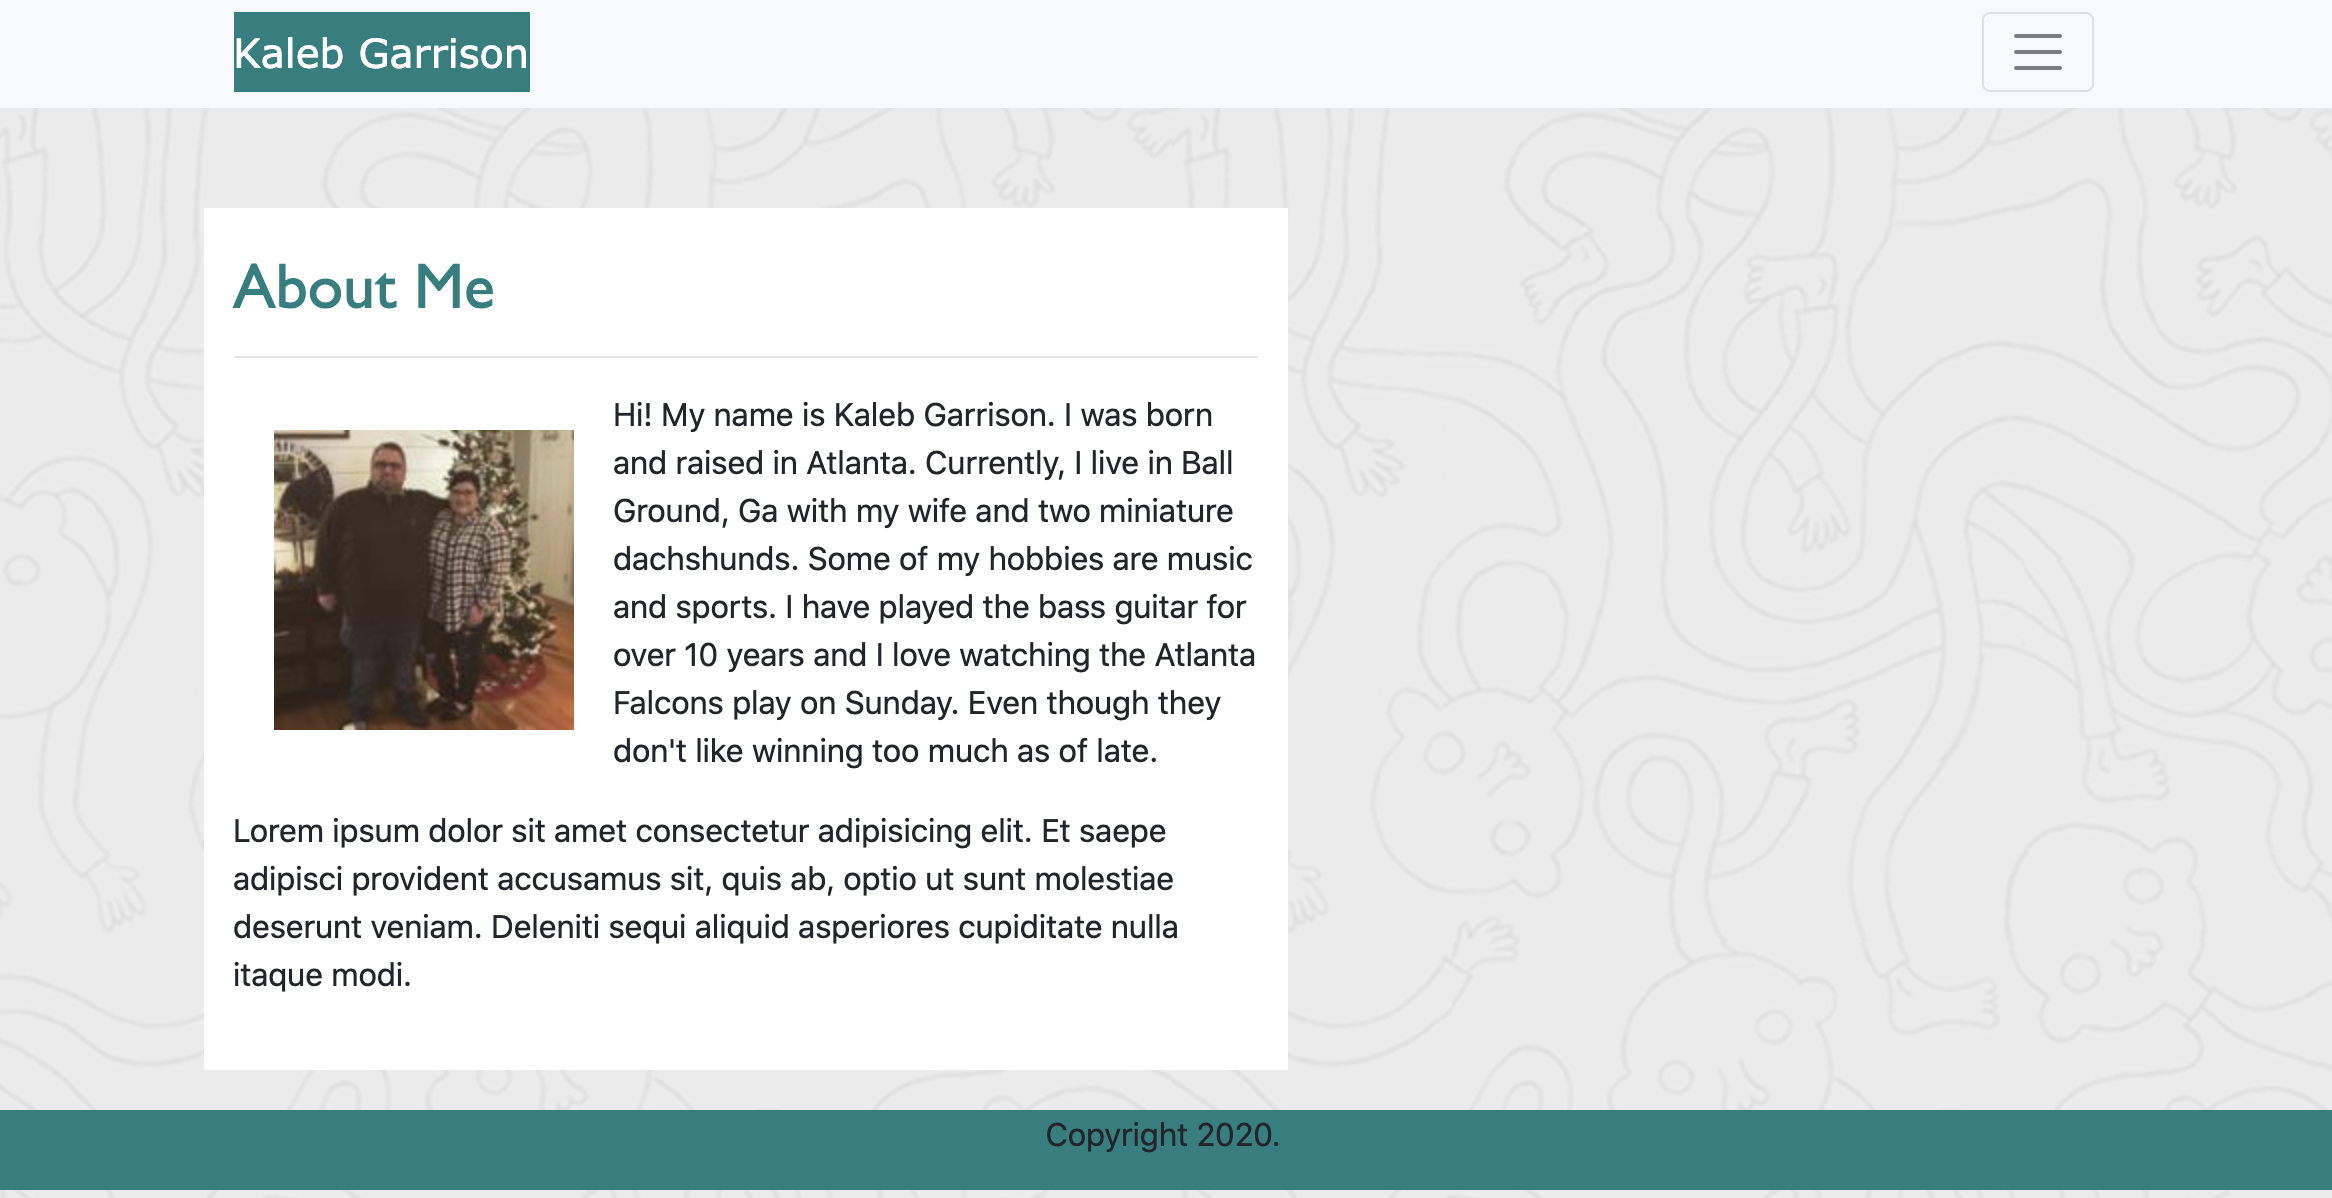 Kaleb Garrison
About Me
Hi! My name is Kaleb Garrison. I was born
and raised in Atlanta. Currently, I live in Ball
Ground, Ga with my wife and two miniature
dachshunds. Some of my hobbies are music
and sports. I have played the bass guitar for
over 10 years and I love watching the Atlanta
Falcons play on Sunday. Even though they
don't like winning too much as of late.
Lorem ipsum dolor sit amet consectetur adipisicing elit. Et saepe
adipisci provident accusamus sit, quis ab, optio ut sunt molestiae
deserunt veniam. Deleniti sequi aliquid asperiores cupiditate nulla
itaque modi.
Copyright 2020.